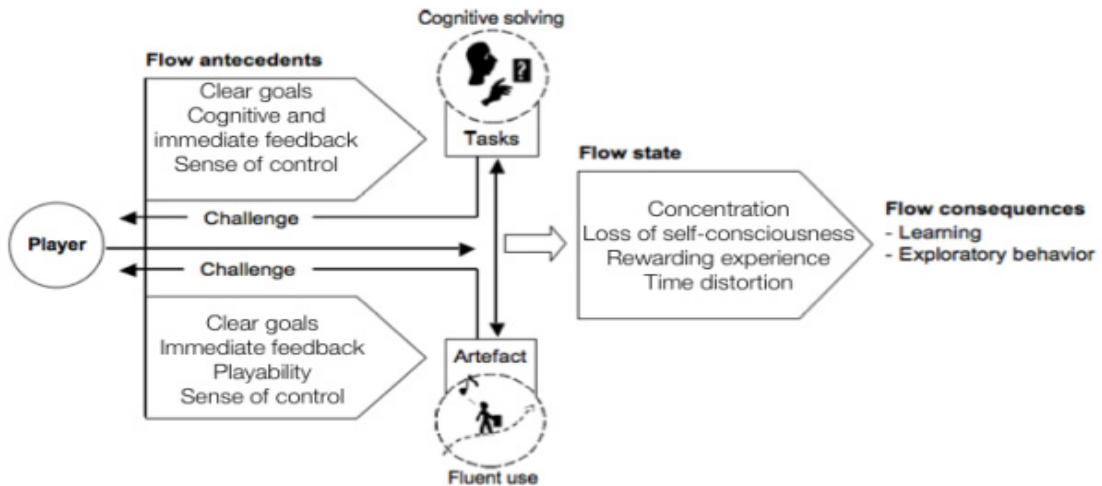 Cognitive solving
Flow antecedents
Clear goals
Cognitive and
immediate feedback
Sense of control
?
Tasks
Challenge
Player
Challenge
Clear goals
Immediate feedback
Playability
Sense of control
Artefact
Fluent use
Flow state
Concentration
Loss of self-consciousness
Rewarding experience
Time distortion
Flow consequences
- Learning
- Exploratory behavior